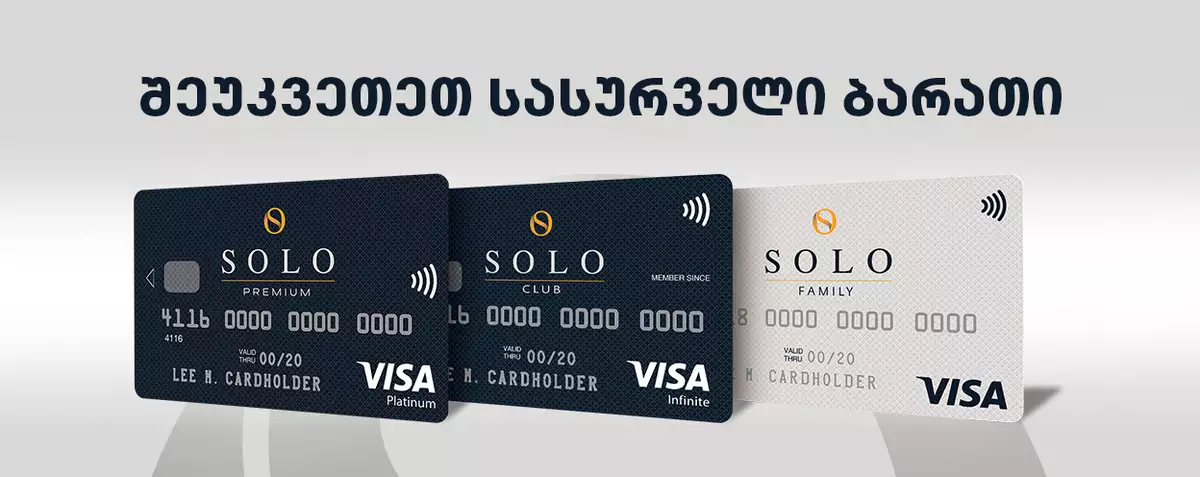 შეუკვეთეთ სასურველი ბარათი
SOLO
PREMIUM
4116 0000 0000 0000
4116
VALID THRU 00/20
LEE M. CARDHOLDER
VISA
Platinum
SOLO
CLUB
MEMBER SINCE
0000 0000 0000
VALID THRU 00/20
M. CARDHOLDER
VISA
Infinite
SOLO
FAMILY
0000 0000 0000
VALID THRU 00/20
M. CARDHOLDER
VISA